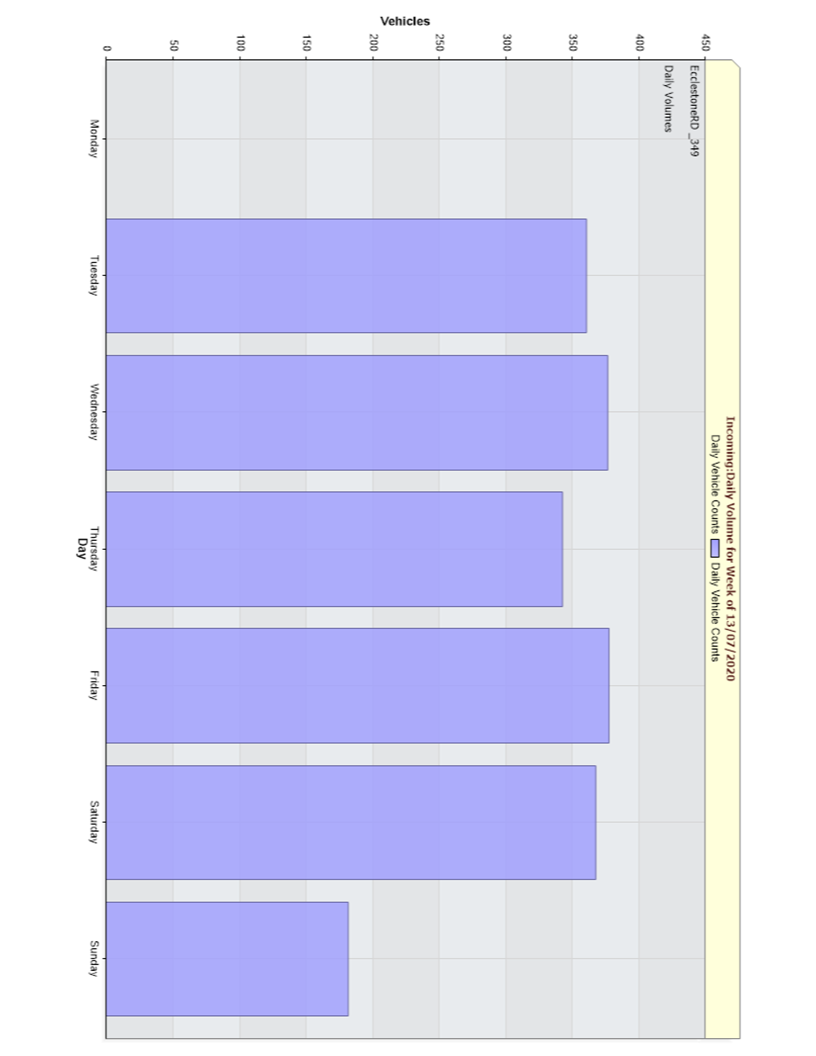 Incoming:Daily Volume for Week of 13/07/2020
Daily Vehicle Counts Daily Vehicle Counts
EcclestoneRD _349
Daily Volumes
Vehicles
450
400
350
300
250
200
150
100
50
0
Monday Tuesday Wednesday Thursday Friday Saturday Sunday
Day